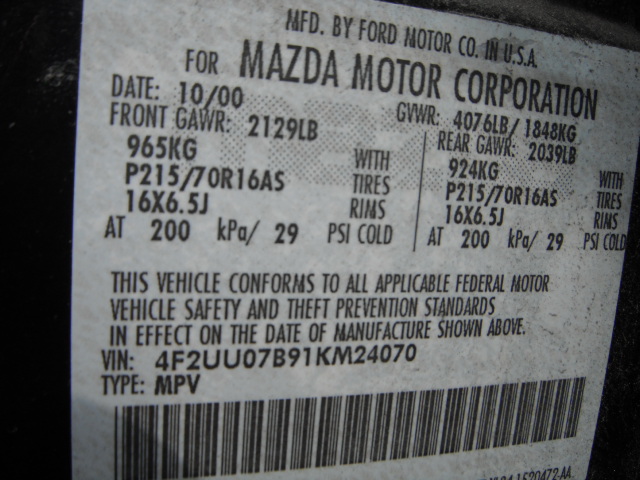 MFD. BY FORD MOTOR CO. IN U.S.A.
FOR MAZDA MOTOR CORPORATION
DATE: 10/00 GVWR: 4076LB/ 1848KG
FRONT GAWR: 2129LB REAR GAWR: 2039LB
965KG WITH 924KG WITH
P215/70R16AS TIRES P215/70R16AS TIRES
16X6.5J RIMS 16X6.5J RIMS
AT 200 kPa/ 29 PSI COLD AT 200 kPa/ 29 PSI COLD
THIS VEHICLE CONFORMS TO ALL APPLICABLE FEDERAL MOTOR
VEHICLE SAFETY AND THEFT PREVENTION STANDARDS
IN EFFECT ON THE DATE OF MANUFACTURE SHOWN ABOVE.
VIN: 4F2UU07B91KM24070
TYPE: MPV